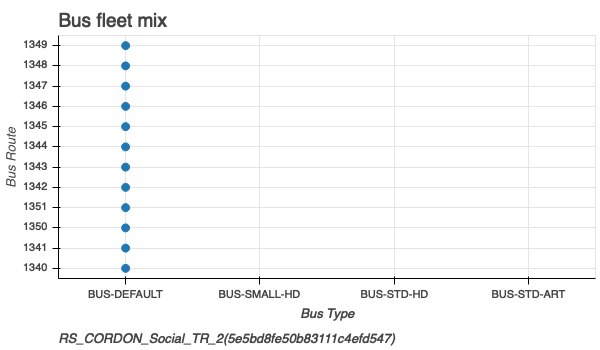 Bus fleet mix
Bus Route
1349
1348
1347
1346
1345
1344
1343
1342
1351
1350
1341
1340
BUS-DEFAULT BUS-SMALL-HD BUS-STD-HD BUS-STD-ART
Bus Type
RS_CORDON_Social_TR_2(5e5bd8fe50b83111c4efd547)